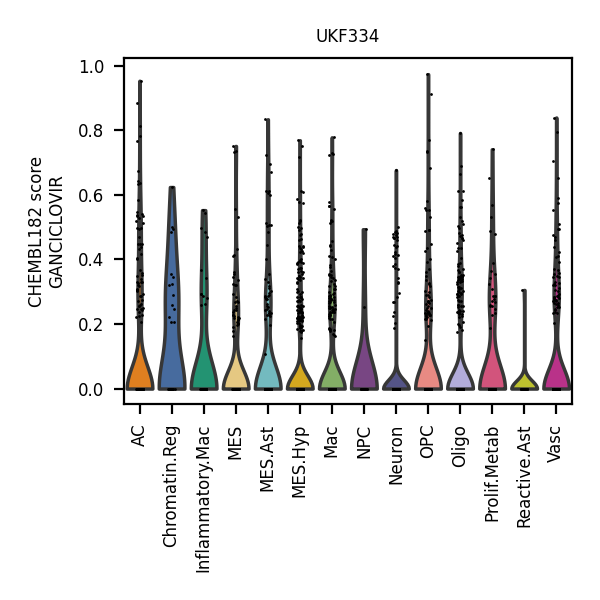 UKF334
CHEMBL182 score
GANCICLOVIR
1.0
0.8
0.6
0.4
0.2
0.0
AC
Chromatin.Reg
Inflammatory.Mac
MES
MES.Ast
MES.Hyp
Mac
NPC
Neuron
OPC
Oligo
Prolif.Metab
Reactive.Ast
Vasc